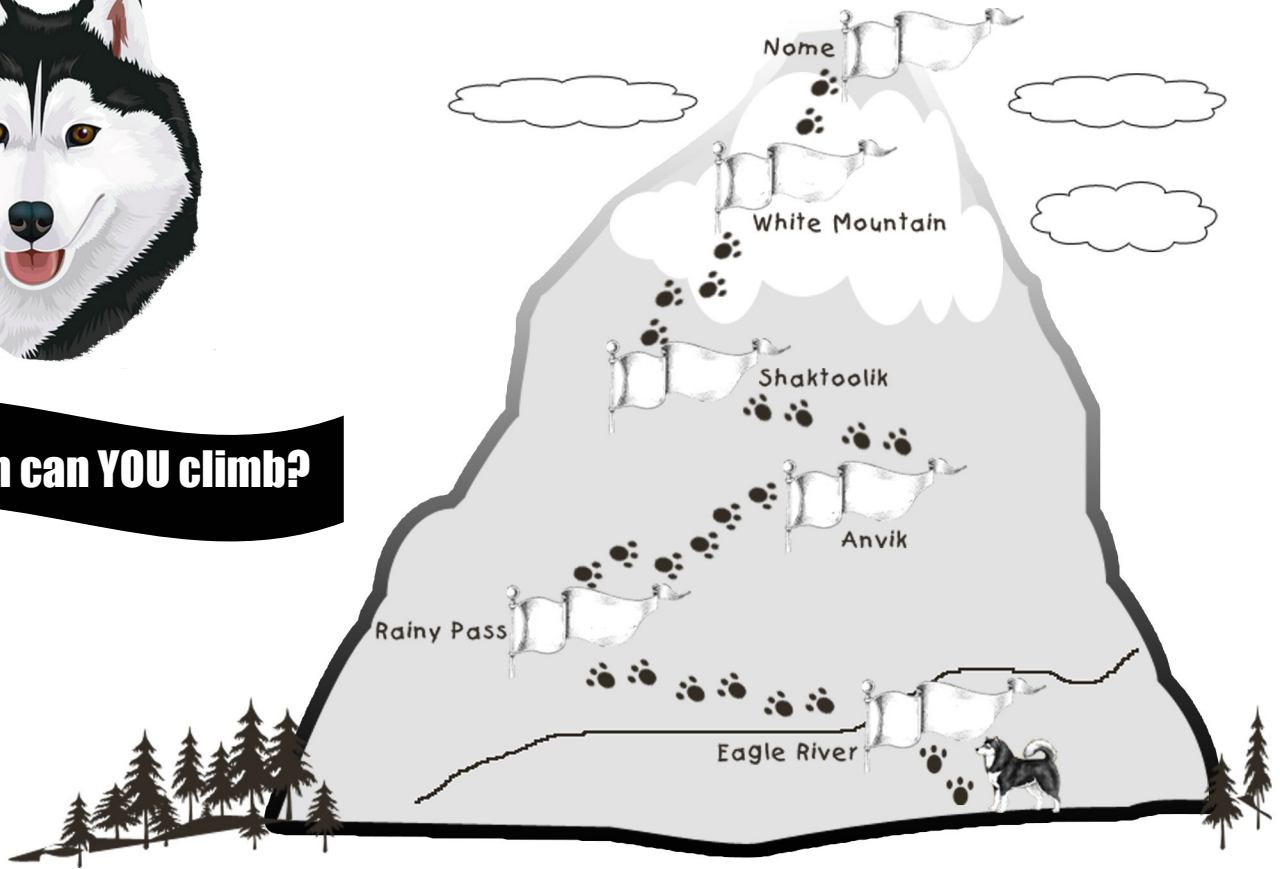 Nome
White Mountain
Shaktoolik
can YOU climb?
Anvik
Rainy Pass
Eagle River